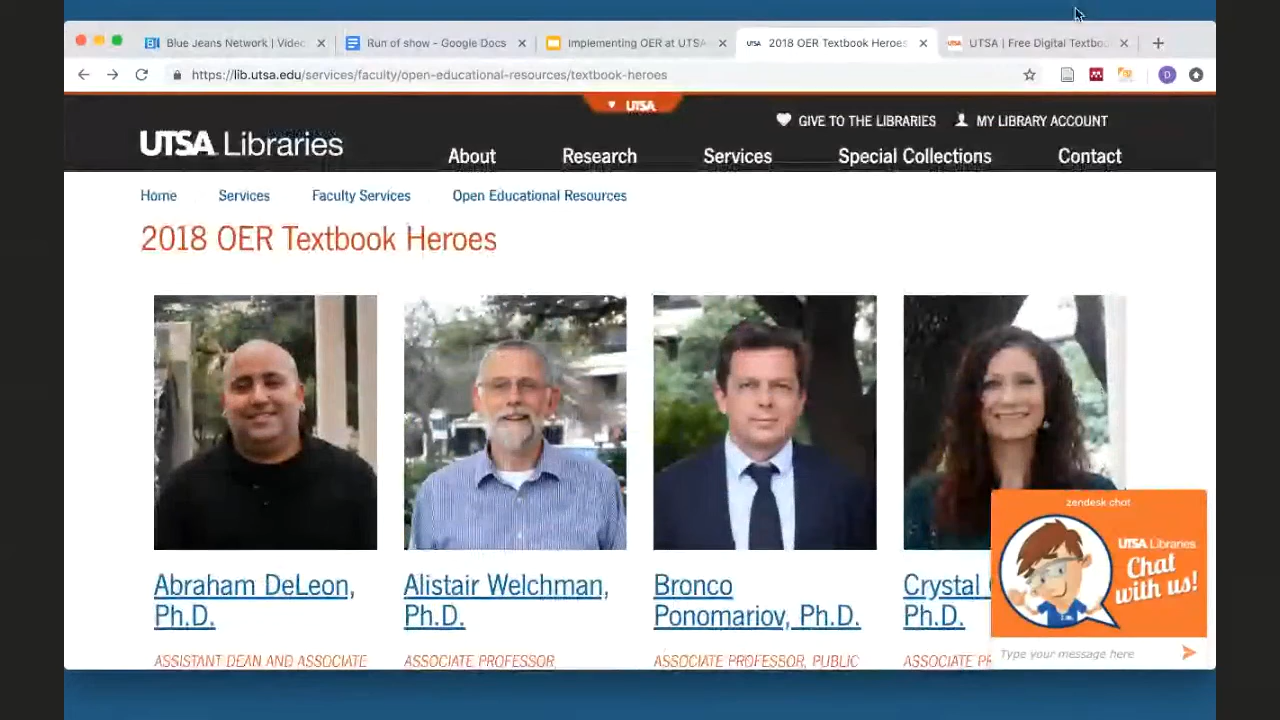 Blue Jeans Network | Video
Run of show - Google Docs
Implementing OER at UTSA
UTSA
2018 OER Textbook Heroes
UTSA
UTSA | Free Digital Textboo
https://lib.utsa.edu/services/faculty/open-educational-resources/textbook-heroes
UTSA
GIVE TO THE LIBRARIES
MY LIBRARY ACCOUNT
UTSA Libraries
About
Research
Services
Special Collections
Contact
Home
Services
Faculty Services
Open Educational Resources
2018 OER Textbook Heroes
Abraham DeLeon,
Ph.D.
Alistair Welchman,
Ph.D.
Bronco
Ponomariov, Ph.D.
Crystal
Ph.D.
ASSISTANT DEAN AND ASSOCIATE
ASSOCIATE PROFESSOR,
ASSOCIATE PROFESSOR, PUBLIC
ASSOCIATE PR
zendesk chat
UTSA Libraries
Chat
with us!
Type your message here